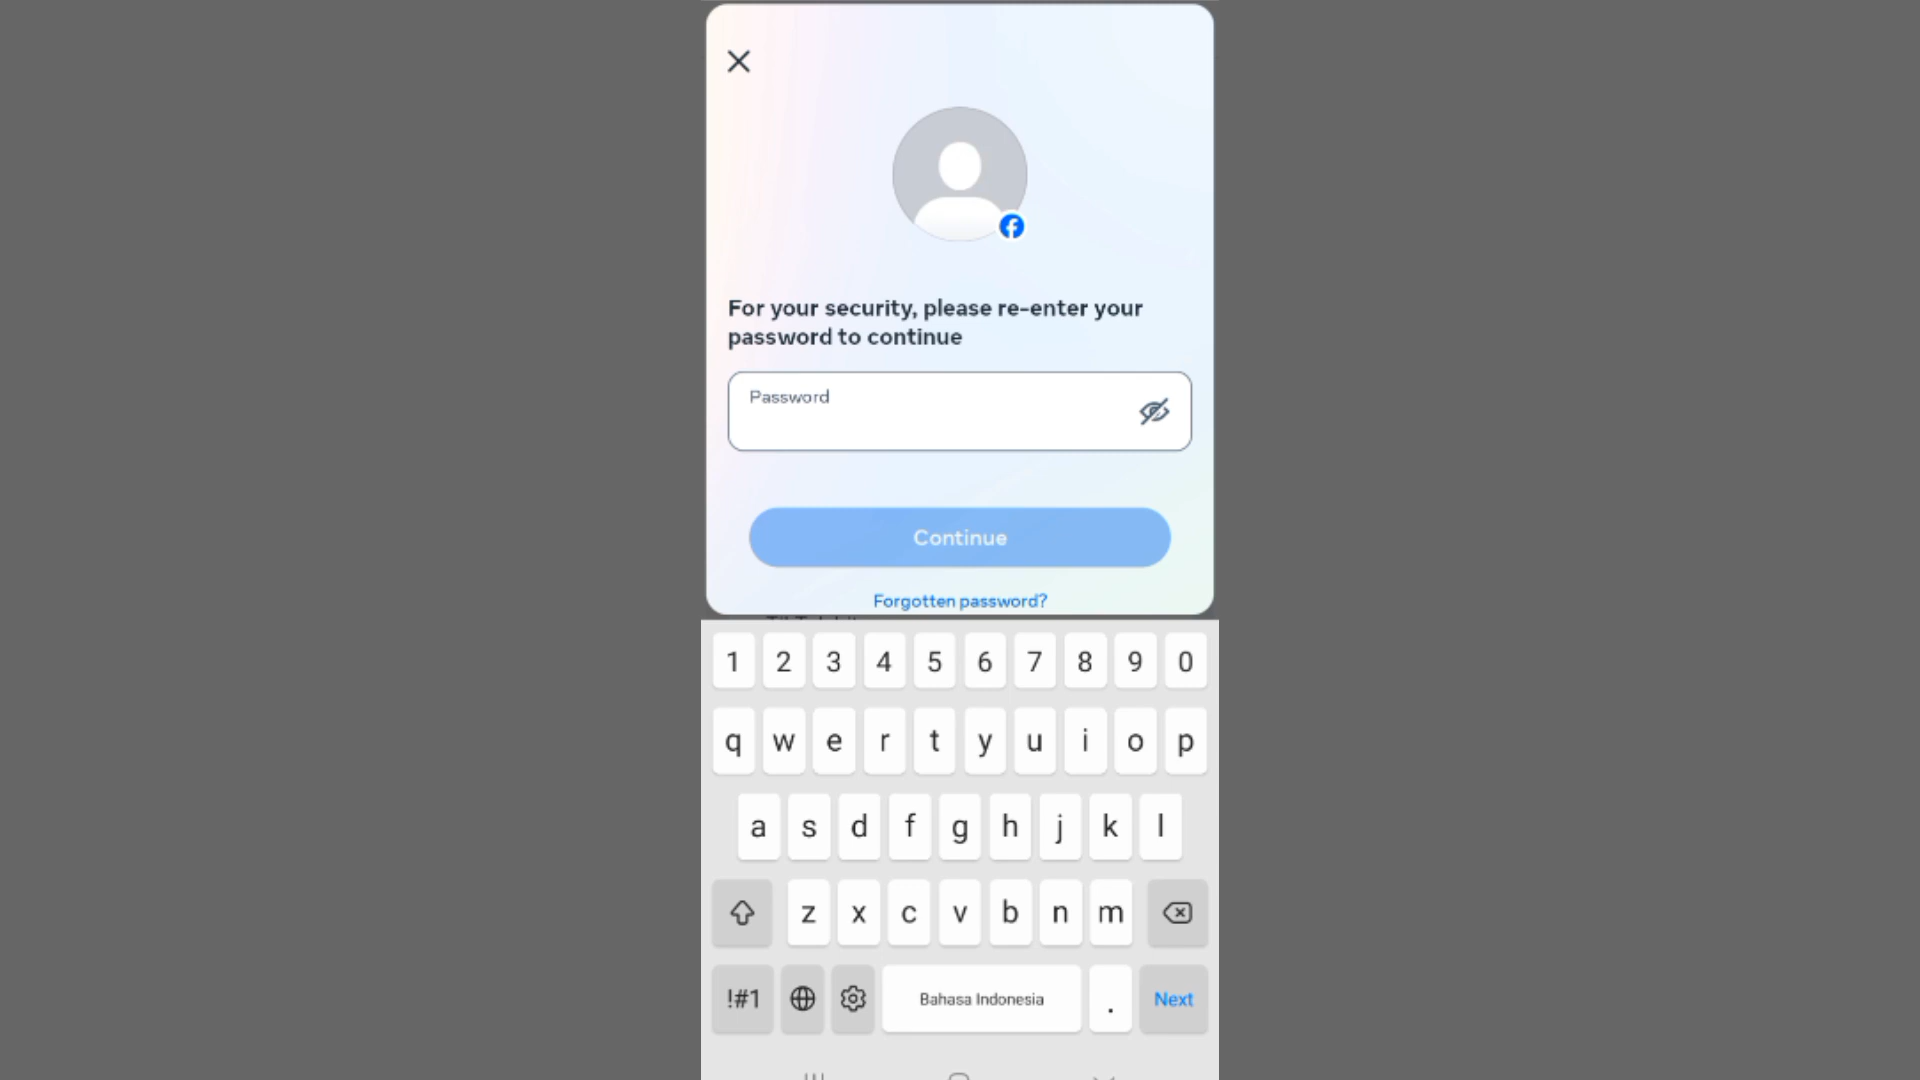 For your security, please re-enter your
password to continue
Password
Continue
Forgotten password?
1 2 3 4 5 6 7 8 9 0
q w e r t y u i o p
a s d f g h j k l
z x c v b n m
!#1 Bahasa Indonesia . Next